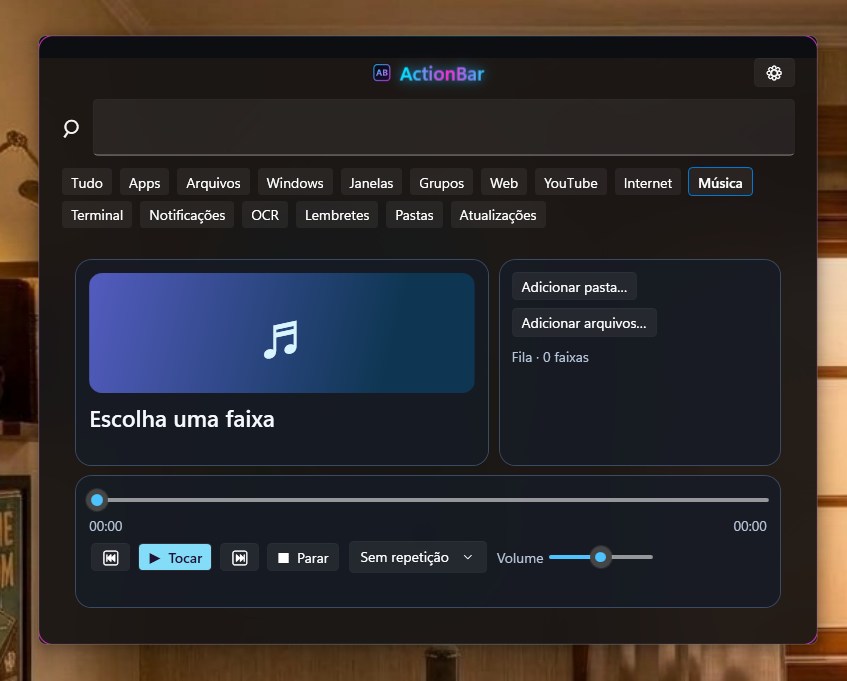 AB ActionBar
Tudo Apps Arquivos Windows Janelas Grupos Web YouTube Internet Música
Terminal Notificações OCR Lembretes Pastas Atualizações
Escolha uma faixa
Adicionar pasta...
Adicionar arquivos...
Fila · 0 faixas
00:00 00:00
Tocar Parar Sem repetição Volume